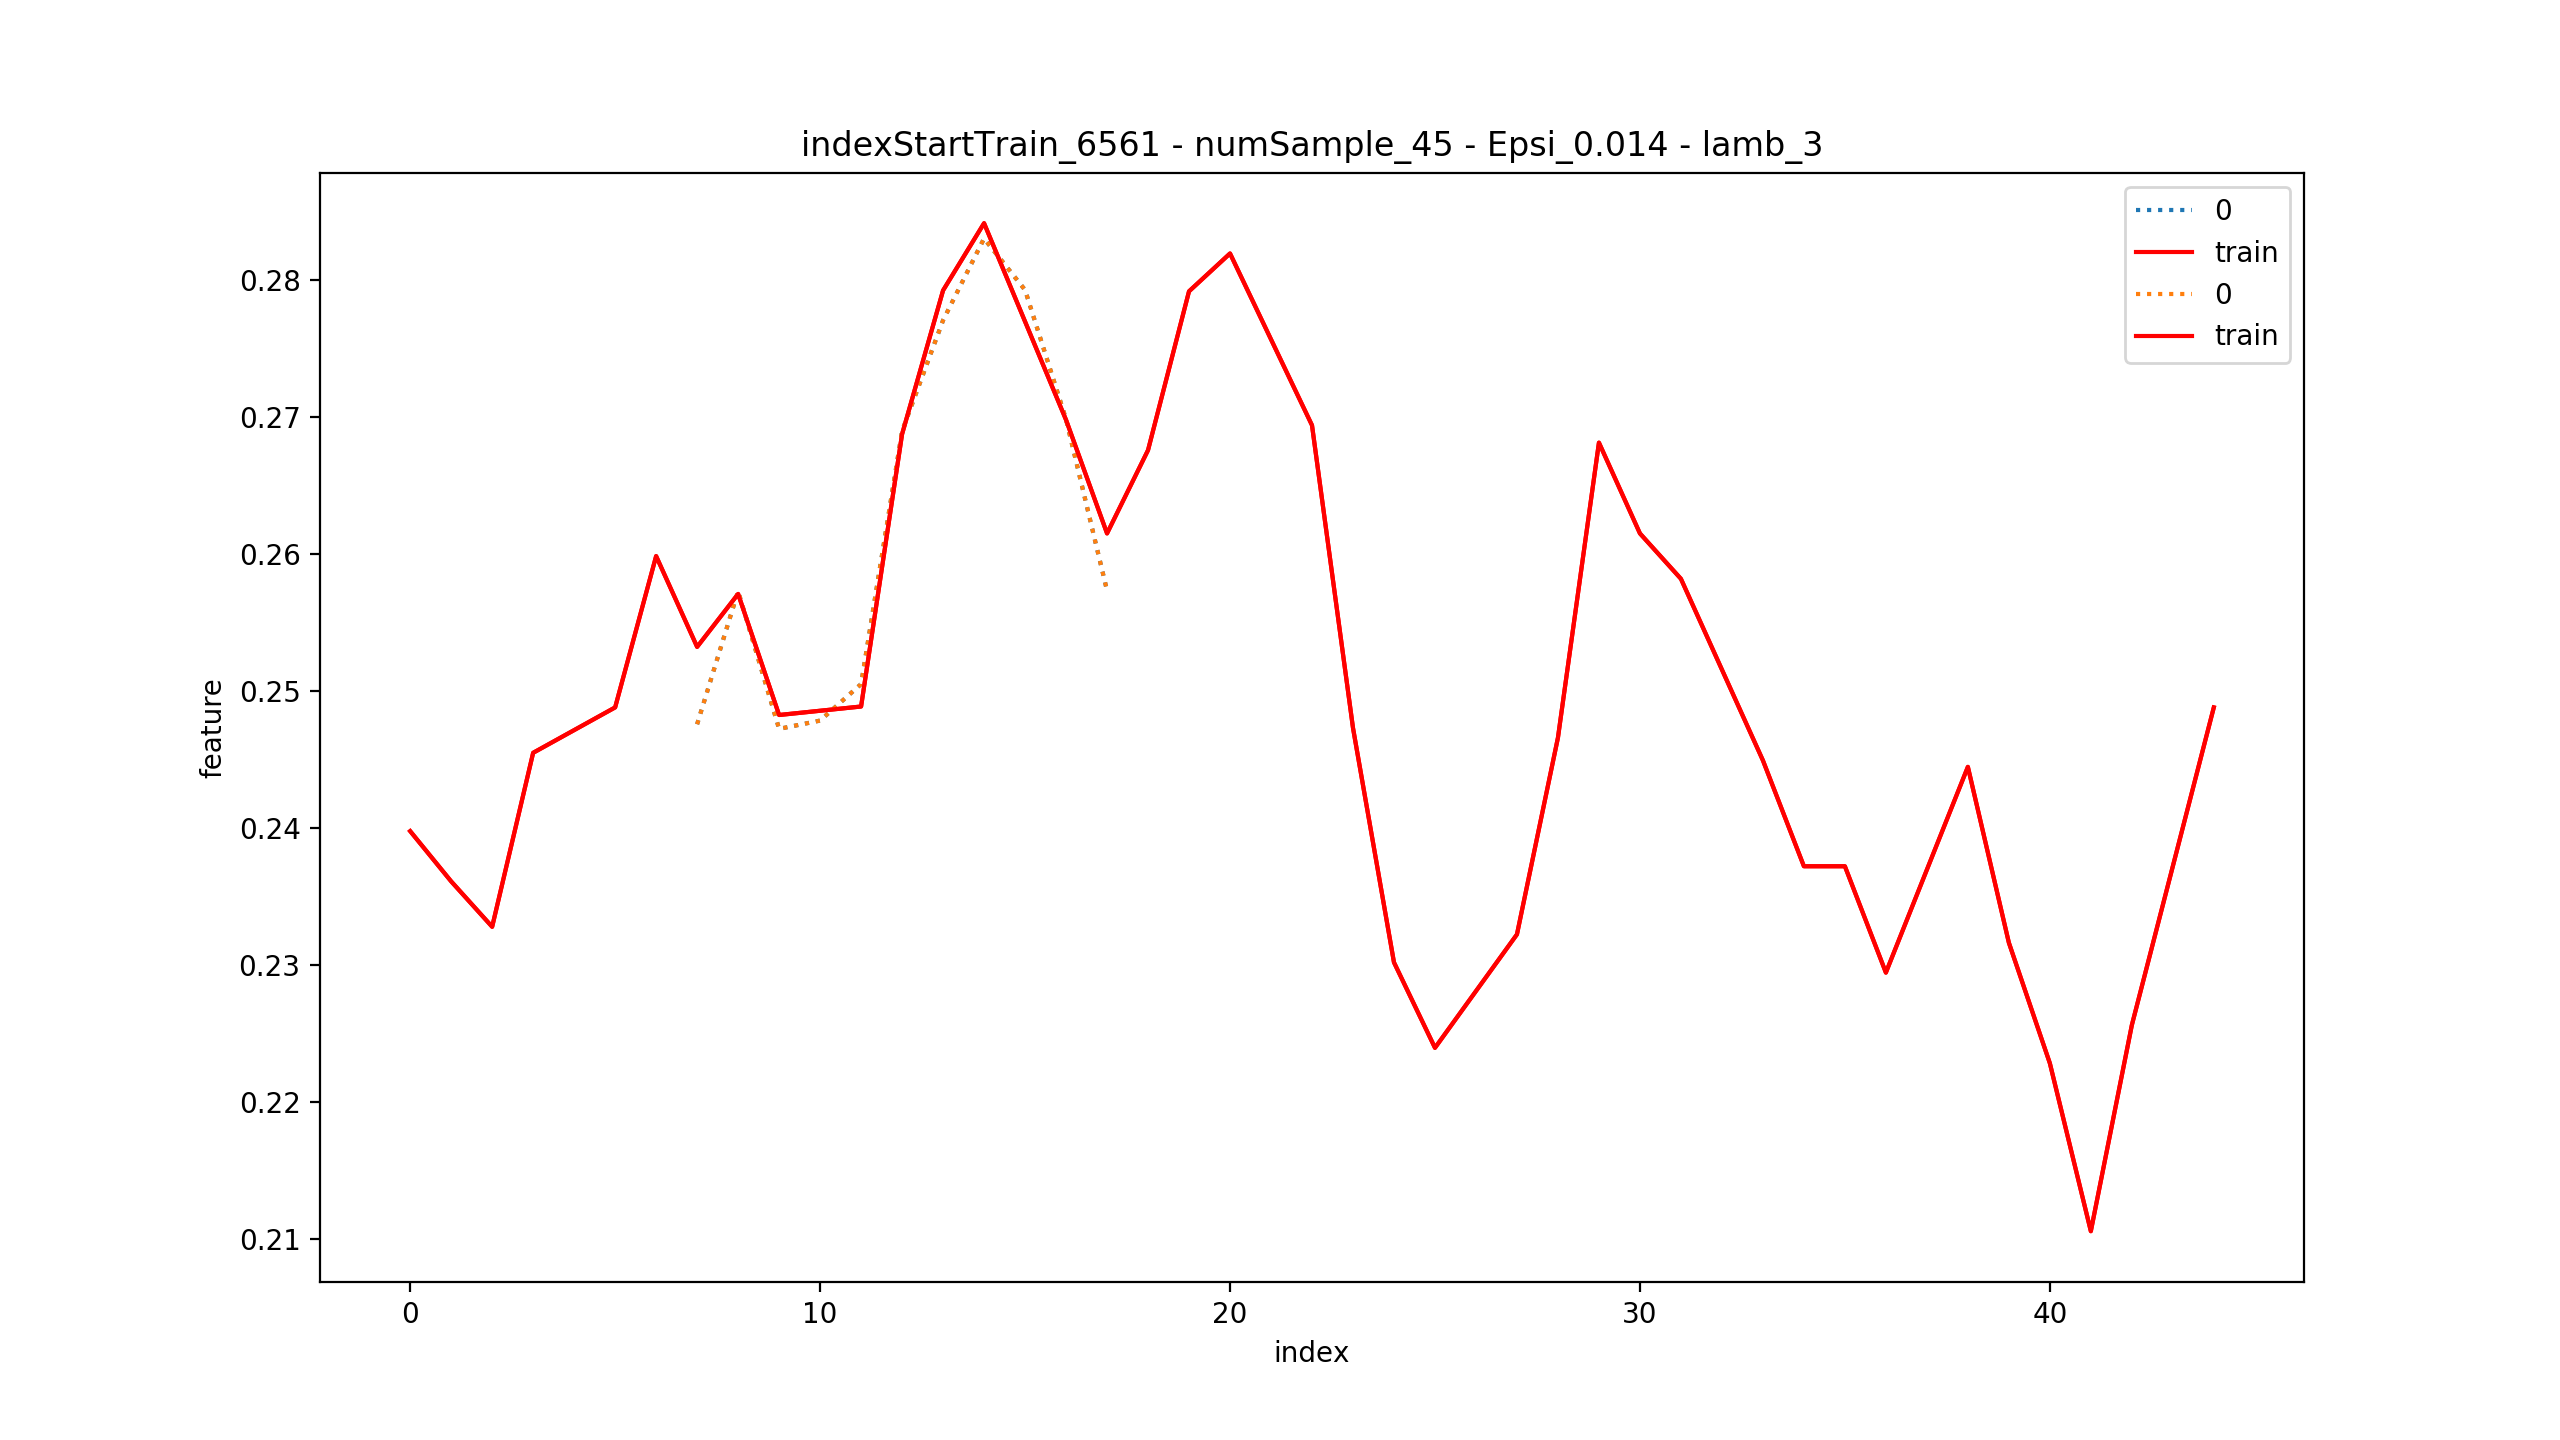 indexStartTrain_6561 - numSample_45 - Epsi_0.014 - lamb_3
0
train
0
train
0.28
0.27
0.26
0.25
0.24
0.23
0.22
0.21
feature
0 10 20 30 40
index